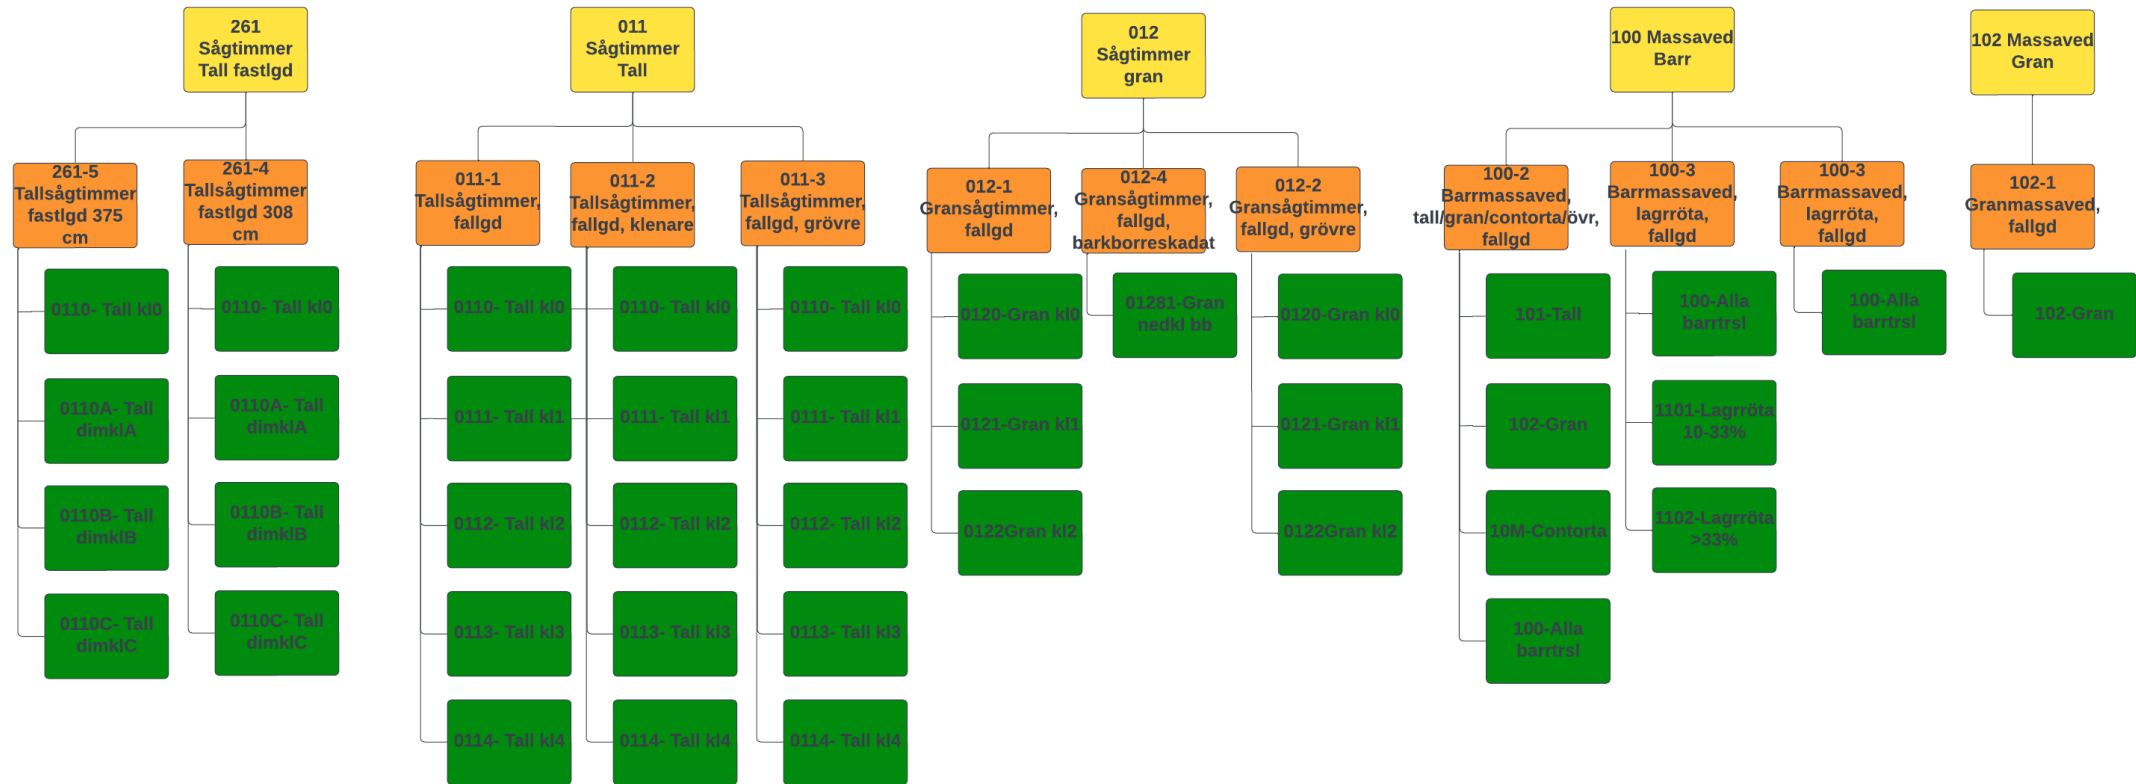 261
Sågtimmer
Tall fastlgd
011
Sågtimmer
Tall
012
Sågtimmer
gran
100 Massaved
Barr
102 Massaved
Gran
261-5
Tallsågtimmer
fastlgd 375
cm
261-4
Tallsågtimmer
fastlgd 308
cm
011-1
Tallsågtimmer,
fallgd
011-2
Tallsågtimmer,
fallgd, klenare
011-3
Tallsågtimmer,
fallgd, grövre
012-1
Gransågtimmer,
fallgd
012-4
Gransågtimmer,
fallgd,
barkborreskadat
012-2
Gransågtimmer,
fallgd, grövre
100-2
Barrmassaved,
tall/gran/contorta/övr,
fallgd
100-3
Barrmassaved,
lagrröta,
fallgd
100-3
Barrmassaved,
lagrröta,
fallgd
102-1
Granmassaved,
fallgd
0110- Tall kl0
0110A- Tall
dimklA
0110B- Tall
dimklB
0110C- Tall
dimklC
0110- Tall kl0
0110A- Tall
dimklA
0110B- Tall
dimklB
0110C- Tall
dimklC
0110- Tall kl0
0111- Tall kl1
0112- Tall kl2
0113- Tall kl3
0114- Tall kl4
0110- Tall kl0
0111- Tall kl1
0112- Tall kl2
0113- Tall kl3
0114- Tall kl4
0110- Tall kl0
0111- Tall kl1
0112- Tall kl2
0113- Tall kl3
0114- Tall kl4
0120-Gran kl0
0121-Gran kl1
0122Gran kl2
01281-Gran
nedkl bb
0120-Gran kl0
0121-Gran kl1
0122Gran kl2
101-Tall
102-Gran
10M-Contorta
100-Alla
barrtrsl
100-Alla
barrtrsl
1101-Lagrröta
10-33%
1102-Lagrröta
>33%
100-Alla
barrtrsl
102-Gran